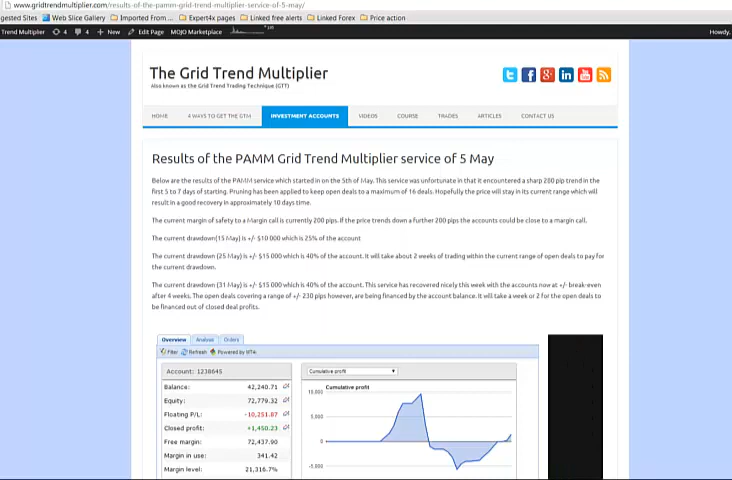 www.gridtrendmultiplier.com/results-of-the-pamm-grid-trend-multiplier-service-of-5-may/
gested Sites Web Slice Gallery Imported From ... Expert4x pages Linked free alerts Linked Forex Price action
Trend Multiplier 4 4 + New Edit Page MOJO Marketplace Howdy,
The Grid Trend Multiplier
Also known as the Grid Trend Trading Technique (GTT)
HOME 4 WAYS TO GET THE GTM INVESTMENT ACCOUNTS VIDEOS COURSE TRADES ARTICLES CONTACT US
Results of the PAMM Grid Trend Multiplier service of 5 May
Below are the results of the PAMM service which started in on the 5th of May. This service was unfortunate in that it encountered a sharp 200 pip trend in the
first 5 to 7 days of starting. Pruning has been applied to keep open deals to a maximum of 16 deals. Hopefully the price will stay in its current range which will
result in a good recovery in approximately 10 days time.
The current margin of safety to a Margin call is currently 200 pips. If the price trends down a further 200 pips the accounts could be close to a margin call.
The current drawdown(15 May) is +/- $10 000 which is 25% of the account
The current drawdown (25 May) is +/- $15 000 which is 40% of the account. It will take about 2 weeks of trading within the current range of open deals to pay for
the current drawdown.
The current drawdown (31 May) is +/- $15 000 which is 40% of the account. This service has recovered nicely this week with the accounts now at +/- break-even
after 4 weeks. The open deals covering a range of +/- 230 pips however, are being financed by the account balance. It will take a week or 2 for the open deals to
be financed out of closed deal profits.
Overview Analysis Orders
Filter Refresh Powered by MT4i
Account: 1238645
Cumulative profit
Balance: 42,240.71
Cumulative profit
10,000
Equity: 72,779.32
Floating P/L: -10,251.87
5,000
Closed profit: +1,450.23
Free margin: 72,437.90
0
Margin in use: 341.42
Margin level: 21,316.7%
-5,000